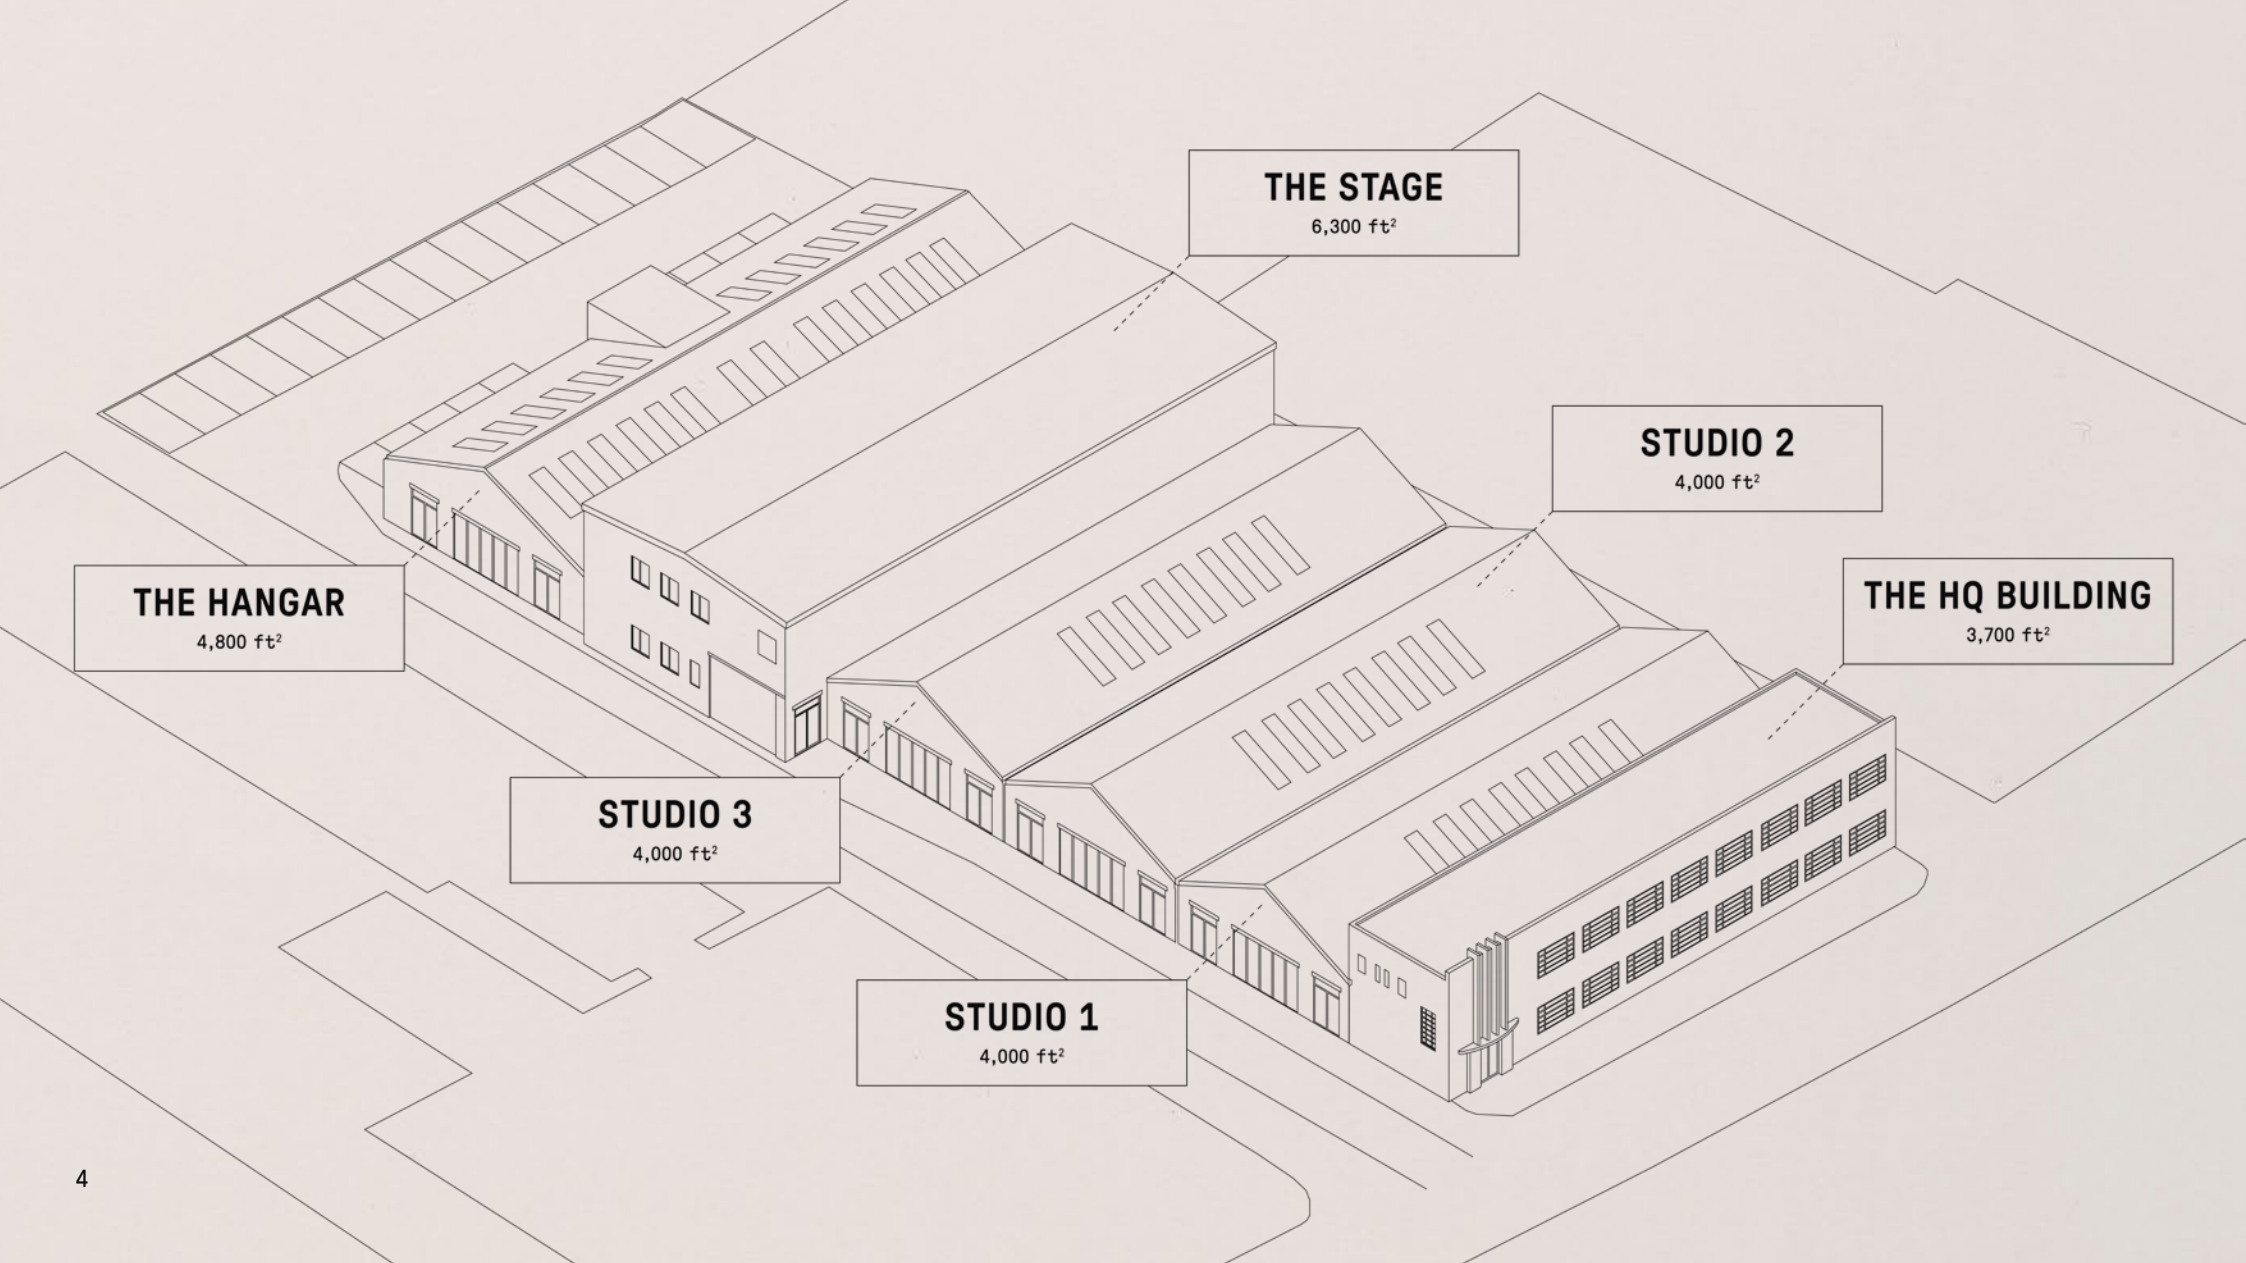 THE STAGE
6,300 ft²
STUDIO 2
4,000 ft²
THE HQ BUILDING
3,700 ft²
THE HANGAR
4,800 ft²
STUDIO 3
4,000 ft²
STUDIO 1
4,000 ft²
4